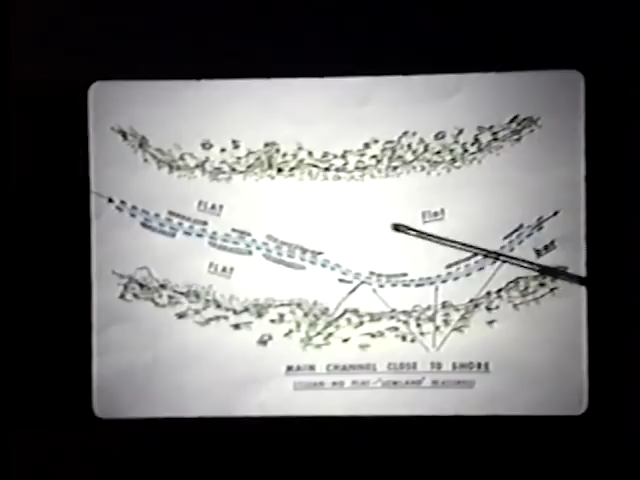 FLAT
Flat
Bar
FLAT
MAIN CHANNEL CLOSE TO SHORE